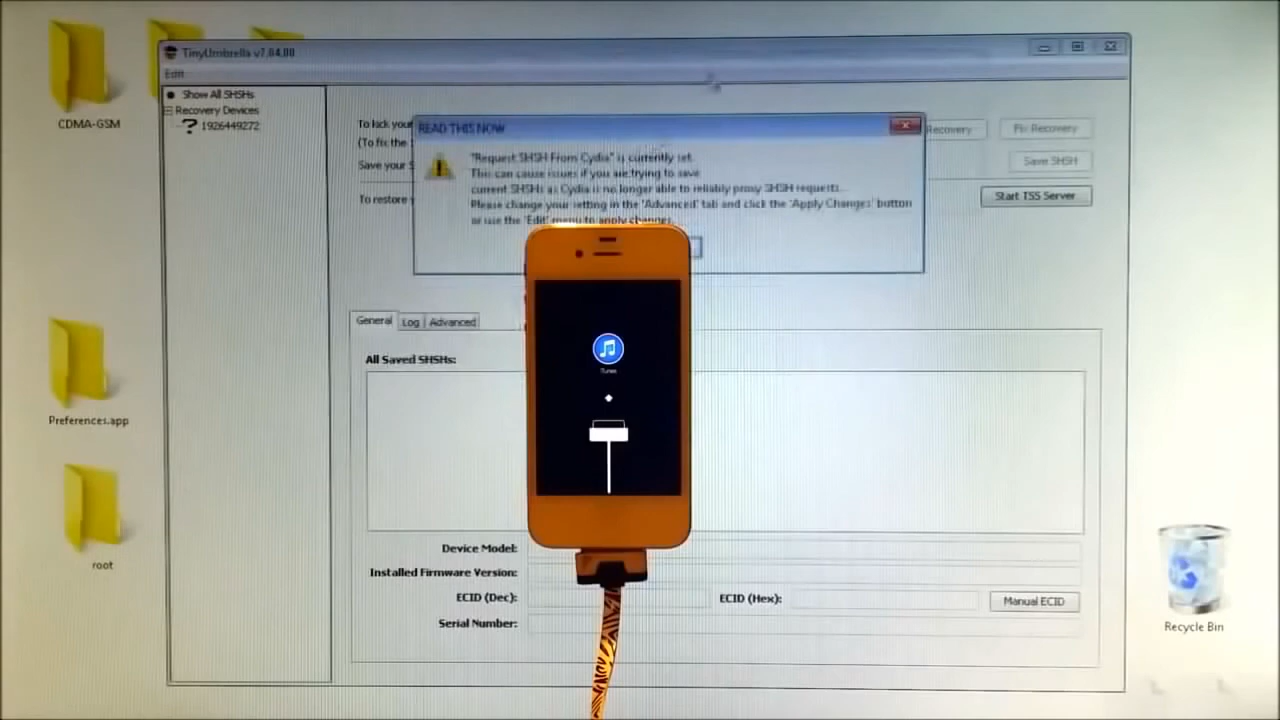 TinyUmbrella v7.04.00
Edit
Show All SHSHs
Recovery Devices
1926449272
CDMA-GSM
To lock your
(To fix the
Save your S
To restore
READ THIS NOW
"Request SHSH From Cydia" is currently set.
This can cause issues if you are trying to save
current SHSHs as Cydia is no longer able to reliably proxy SHSH requests.
Please change your setting in the 'Advanced' tab and click the 'Apply Changes' button
or use the 'Edit' menu to apply changes.
Recovery
Fix Recovery
Save SHSH
Start TSS Server
General
Log
Advanced
All Saved SHSHs:
iTunes
Preferences.app
root
Device Model:
Installed Firmware Version:
ECID (Dec):
ECID (Hex):
Manual ECID
Serial Number:
Recycle Bin